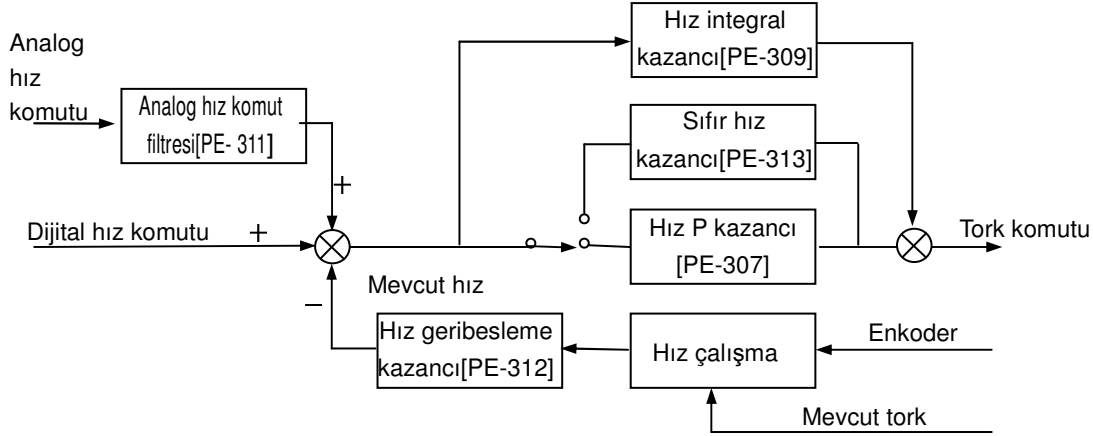 Analog
hız
komutu
Analog hız komut
filtresi[PE- 311]
+
Dijital hız komutu
+
−
Mevcut hız
Hız integral
kazancı[PE-309]
Sıfır hız
kazancı[PE-313]
Hız P kazancı
[PE-307]
Tork komutu
Hız geribesleme
kazancı[PE-312]
Hız çalışma
Enkoder
Mevcut tork